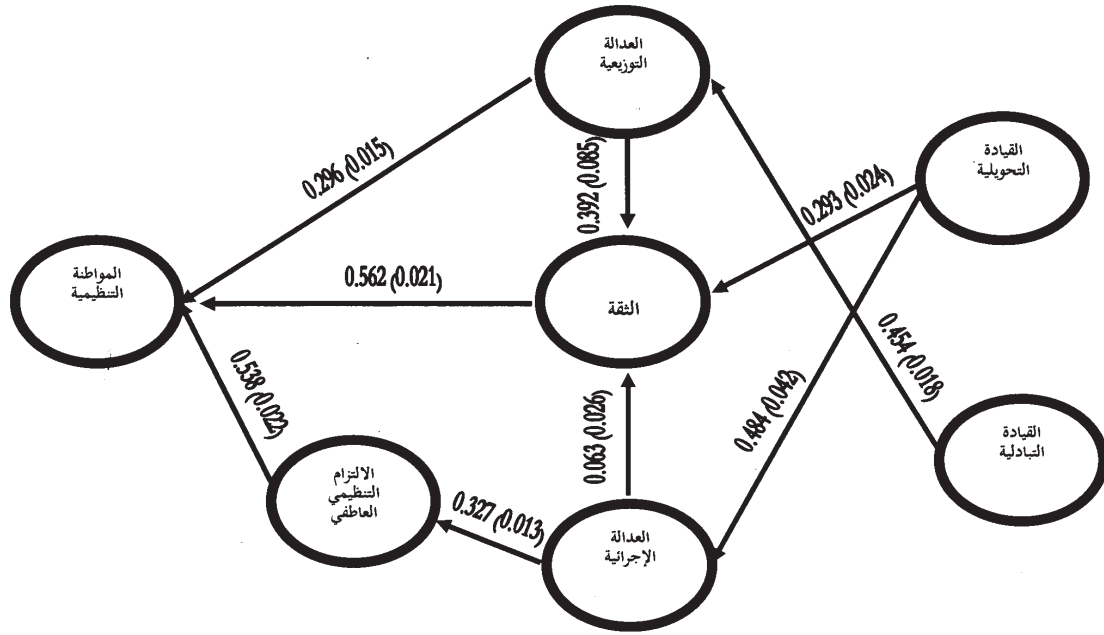 العدالة
التوزيعية
القيادة
التحويلية
0.296 (0.015)
0.392 (0.085)
0.293 (0.024)
المواطنة
التنظيمية
0.562 (0.021)
الثقة
0.454 (0.018)
0.538 (0.022)
0.063 (0.026)
0.484 (0.042)
القيادة
التبادلية
الالتزام
التنظيمي
العاطفي
0.327 (0.013)
العدالة
الإجرائية